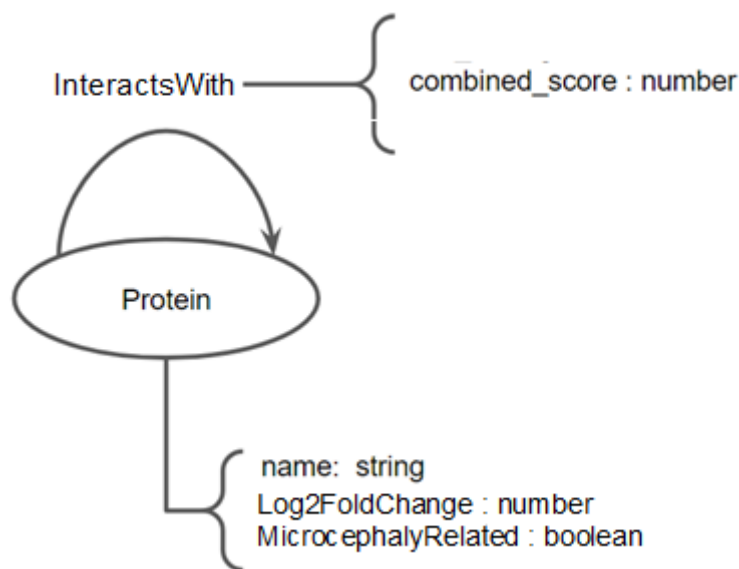 InteractsWith
combined_score : number
Protein
name: string
Log2FoldChange : number
MicrocephalyRelated : boolean